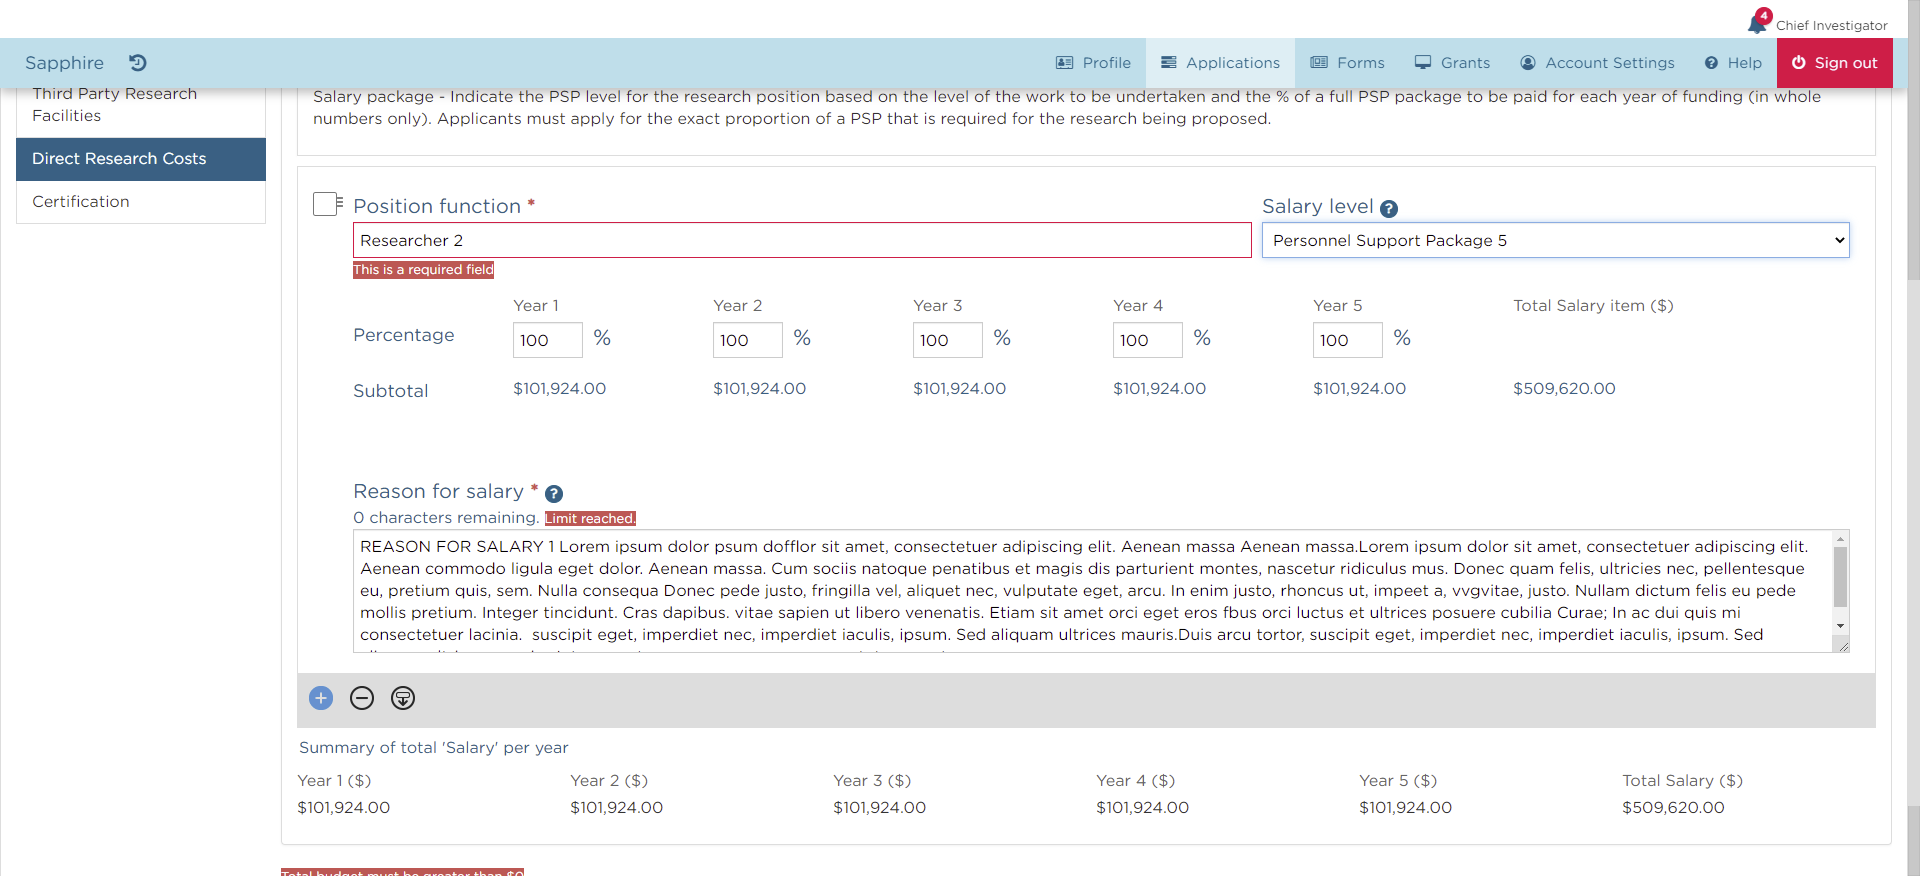 4
Chief Investigator
Sapphire
Profile
Applications
Forms
Grants
Account Settings
Help
Sign out
Third Party Research
Facilities
Direct Research Costs
Certification
Salary package - Indicate the PSP level for the research position based on the level of the work to be undertaken and the % of a full PSP package to be paid for each year of funding (in whole
numbers only). Applicants must apply for the exact proportion of a PSP that is required for the research being proposed.
Position function *
Salary level ?
Researcher 2
Personnel Support Package 5
This is a required field
Year 1 Year 2 Year 3 Year 4 Year 5 Total Salary item ($)
Percentage 100 % 100 % 100 % 100 % 100 %
Subtotal $101,924.00 $101,924.00 $101,924.00 $101,924.00 $101,924.00 $509,620.00
Reason for salary * ?
0 characters remaining. Limit reached.
REASON FOR SALARY 1 Lorem ipsum dolor psum dofflor sit amet, consectetuer adipiscing elit. Aenean massa Aenean massa.Lorem ipsum dolor sit amet, consectetuer adipiscing elit.
Aenean commodo ligula eget dolor. Aenean massa. Cum sociis natoque penatibus et magis dis parturient montes, nascetur ridiculus mus. Donec quam felis, ultricies nec, pellentesque
eu, pretium quis, sem. Nulla consequa Donec pede justo, fringilla vel, aliquet nec, vulputate eget, arcu. In enim justo, rhoncus ut, impeet a, vvgvitae, justo. Nullam dictum felis eu pede
mollis pretium. Integer tincidunt. Cras dapibus. vitae sapien ut libero venenatis. Etiam sit amet orci eget eros fbus orci luctus et ultrices posuere cubilia Curae; In ac dui quis mi
consectetuer lacinia.  suscipit eget, imperdiet nec, imperdiet iaculis, ipsum. Sed aliquam ultrices mauris.Duis arcu tortor, suscipit eget, imperdiet nec, imperdiet iaculis, ipsum. Sed
Summary of total 'Salary' per year
Year 1 ($) Year 2 ($) Year 3 ($) Year 4 ($) Year 5 ($) Total Salary ($)
$101,924.00 $101,924.00 $101,924.00 $101,924.00 $101,924.00 $509,620.00
Total budget must be greater than $0